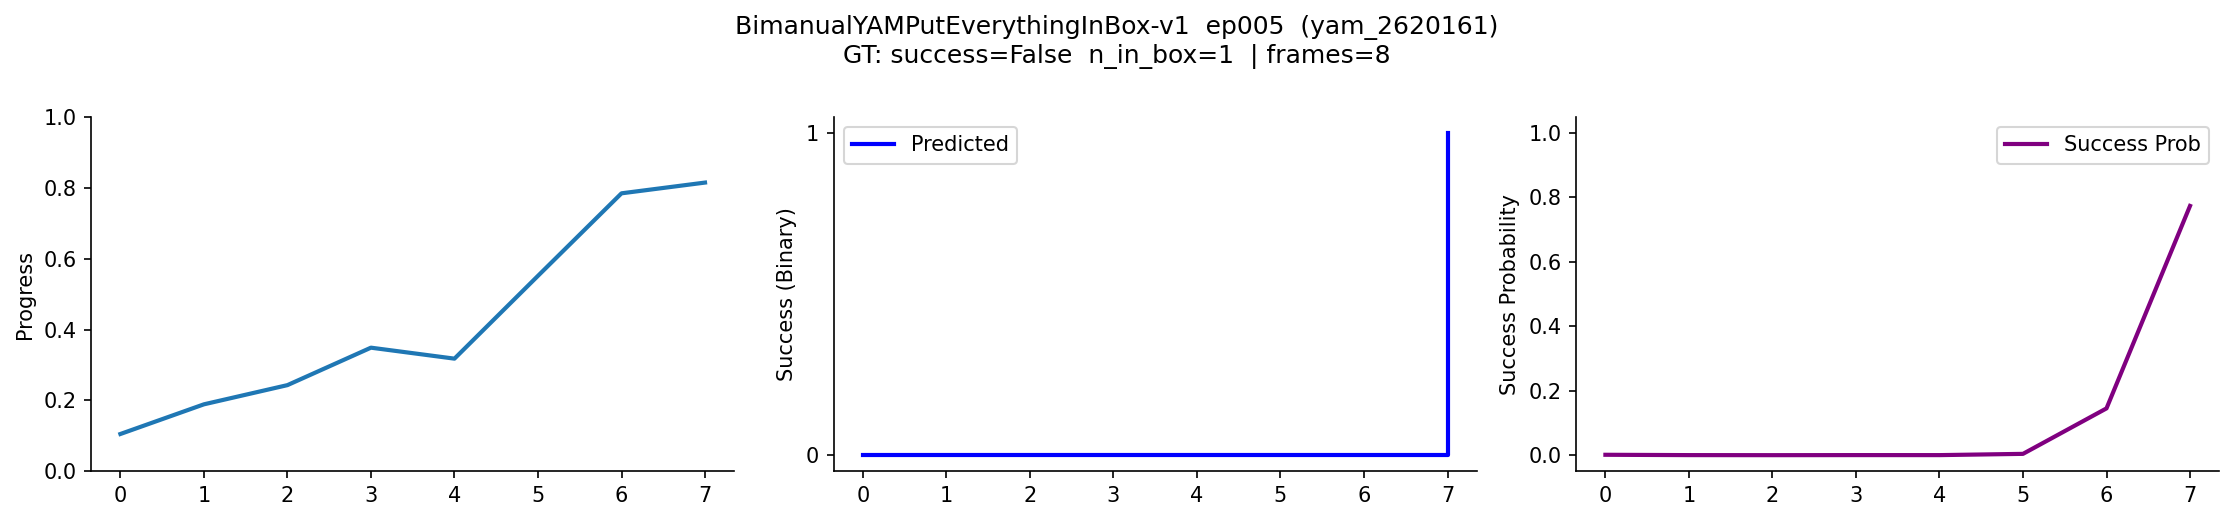 BimanualYAMPutEverythingInBox-v1 ep005 (yam_2620161)
GT: success=False n_in_box=1 | frames=8
Progress
1.0
0.8
0.6
0.4
0.2
0.0
0 1 2 3 4 5 6 7
Success (Binary)
1
0
Predicted
0 1 2 3 4 5 6 7
Success Probability
1.0
0.8
0.6
0.4
0.2
0.0
Success Prob
0 1 2 3 4 5 6 7